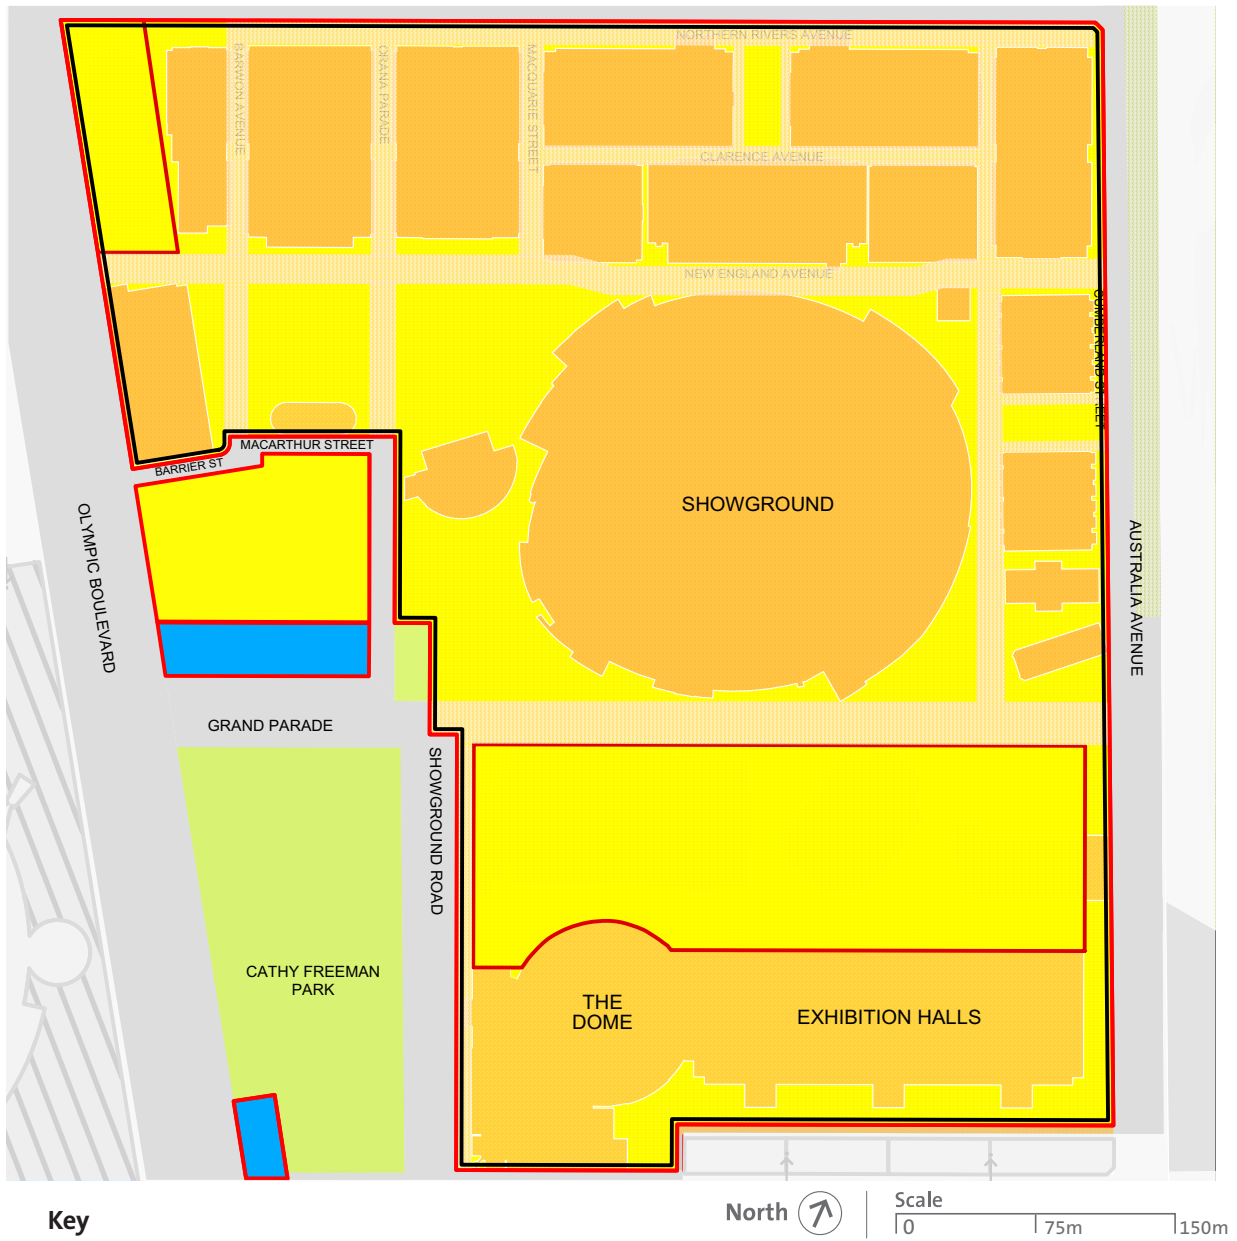 NORTHERN RIVERS AVENUE
BARWON AVENUE
ORANA PARADE
MACQUARIE STREET
CLARENCE AVENUE
NEW ENGLAND AVENUE
CUMBERLAND STREET
MACARTHUR STREET
BARRIER ST
SHOWGROUND
OLYMPIC BOULEVARD
AUSTRALIA AVENUE
GRAND PARADE
SHOWGROUND ROAD
CATHY FREEMAN
PARK
THE
DOME
EXHIBITION HALLS
Key
North
Scale
0 75m 150m